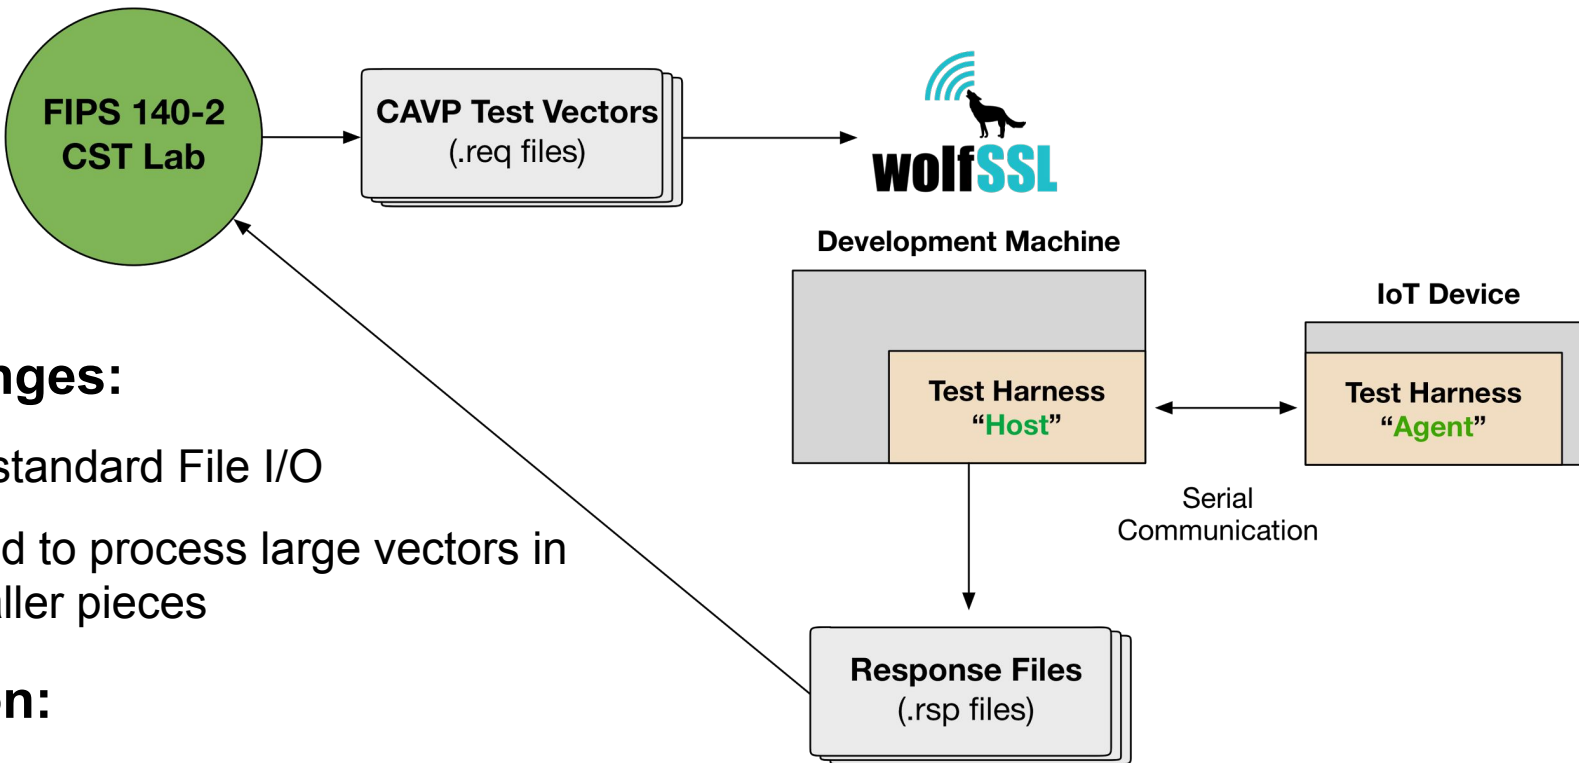 FIPS 140-2
CST Lab
CAVP Test Vectors
(.req files)
wolfSSL
Development Machine
IoT Device
Test Harness
“Host”
Test Harness
“Agent”
Serial
Communication
Response Files
(.rsp files)
nges:
standard File I/O
d to process large vectors in
ller pieces
n: